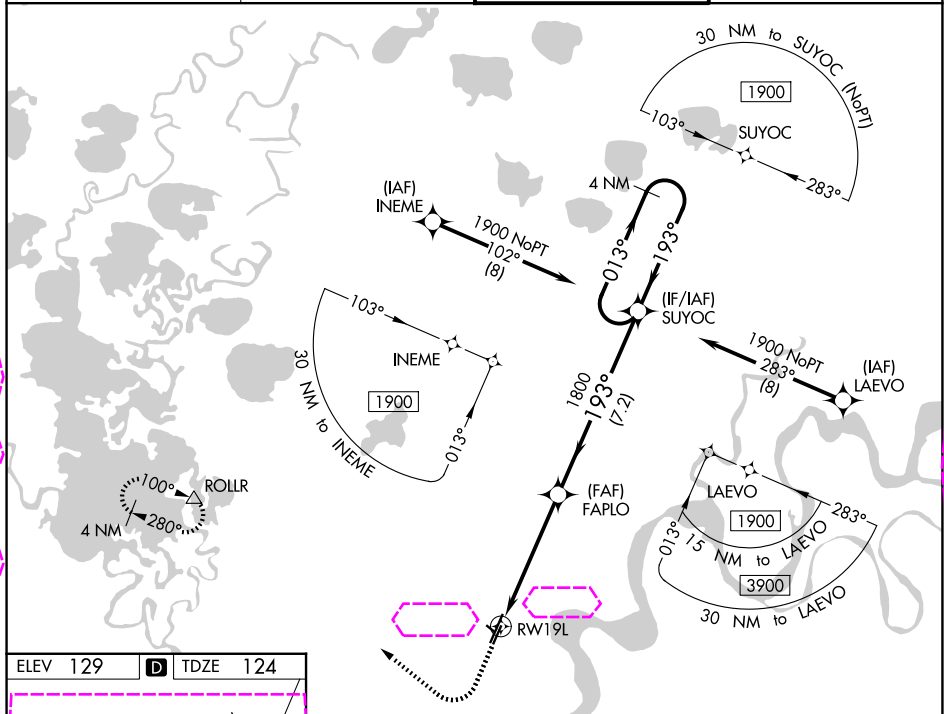 30 NM to SUYOC (NoPT)
1900
103°
SUYOC
283°
4 NM
013°
193°
(IAF)
INEME
1900 NoPT
102°
(8)
(IF/IAF)
SUYOC
103°
INEME
1900
013°
30 NM to INEME
1900 NoPT
283°
(8)
(IAF)
LAEVO
1800
193°
(7.2)
100°
ROLLR
4 NM
280°
(FAF)
FAPLO
LAEVO
283°
1900
013°
15 NM to LAEVO
3900
30 NM to LAEVO
RW19L
ELEV 129 D TDZE 124